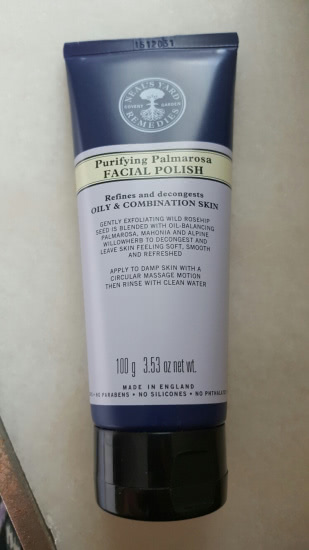 1612051
NEAL'S YARD
COVENT GARDEN
REMEDIES
Purifying Palmarosa
FACIAL POLISH
Refines and decongests
OILY & COMBINATION SKIN
GENTLY EXFOLIATING WILD ROSEHIP
SEED IS BLENDED WITH OIL-BALANCING
PALMAROSA, MAHONIA AND ALPINE
WILLOWHERB TO DECONGEST AND
LEAVE SKIN FEELING SOFT, SMOOTH
AND REFRESHED
APPLY TO DAMP SKIN WITH A
CIRCULAR MASSAGE MOTION
THEN RINSE WITH CLEAN WATER
100 g 3.53 oz net wt.
MADE IN ENGLAND
• NO PARABENS • NO SILICONES • NO PHTHALA